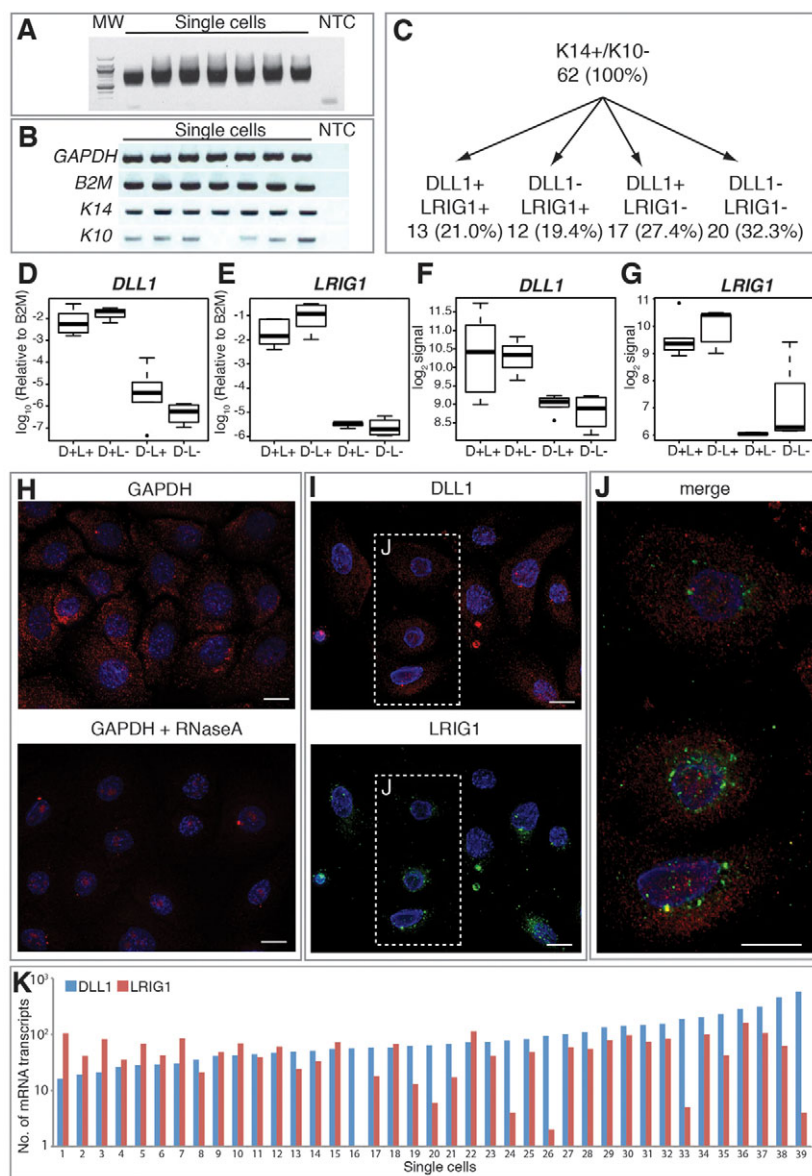 A
MW
Single cells
NTC
B
Single cells
NTC
GAPDH
B2M
K14
K10
C
K14+/K10-
62 (100%)
DLL1+ DLL1- DLL1+ DLL1-
LRIG1+ LRIG1+ LRIG1- LRIG1-
13 (21.0%) 12 (19.4%) 17 (27.4%) 20 (32.3%)
D
DLL1
log10 (Relative to B2M)
-2
-3
-4
-5
-6
-7
D+L+ D+L- D-L+ D-L-
E
LRIG1
log10 (Relative to B2M)
-1
-2
-3
-4
-5
-6
D+L+ D-L+ D+L- D-L-
F
DLL1
log2 signal
11.5
11.0
10.5
10.0
9.5
9.0
8.5
D+L+ D+L- D-L+ D-L-
G
LRIG1
log2 signal
11
10
9
8
7
6
D+L+ D-L+ D+L- D-L-
H
GAPDH
GAPDH + RNaseA
I
DLL1
J
LRIG1
J
J
merge
K
DLL1 LRIG1
No. of mRNA transcripts
10³
10²
10
1
1 2 3 4 5 6 7 8 9 10 11 12 13 14 15 16 17 18 19 20 21 22 23 24 25 26 27 28 29 30 31 32 33 34 35 36 37 38 39
Single cells